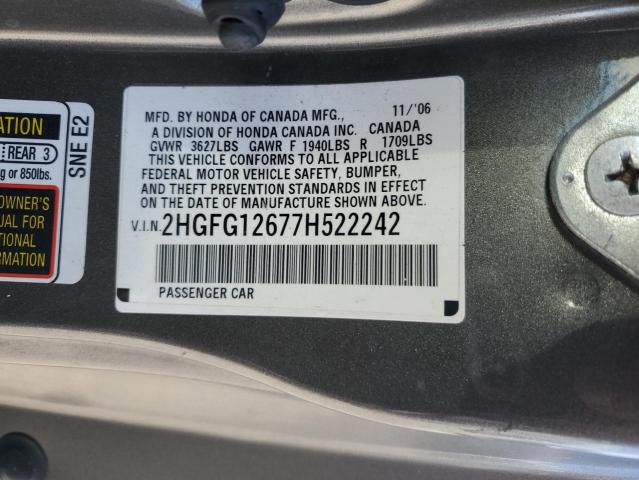 ATION
REAR 3
g or 850lbs.
OWNER'S
UAL FOR
TIONAL
FORMATION
SNE E2
MFD. BY HONDA OF CANADA MFG., 11/'06
A DIVISION OF HONDA CANADA INC. CANADA
GVWR 3627LBS GAWR F 1940LBS R 1709LBS
THIS VEHICLE CONFORMS TO ALL APPLICABLE
FEDERAL MOTOR VEHICLE SAFETY, BUMPER,
AND THEFT PREVENTION STANDARDS IN EFFECT
ON THE DATE OF MANUFACTURE SHOWN ABOVE.
V.I.N. 2HGFG12677H522242
PASSENGER CAR